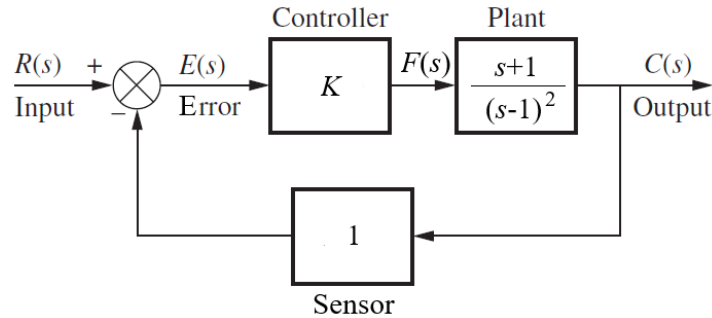 Controller
Plant
R(s) +
E(s)
K
F(s)
s+1
(s-1)^2
C(s)
Input
−
Error
Output
1
Sensor